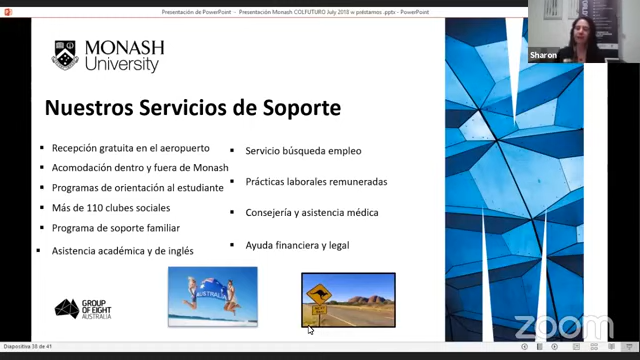 Presentación de PowerPoint - Presentación Monash COLFUTURO July 2018 w préstamos .pptx - PowerPoint
Sharon
MONASH
University
Nuestros Servicios de Soporte
▪ Recepción gratuita en el aeropuerto
▪ Acomodación dentro y fuera de Monash
▪ Programas de orientación al estudiante
▪ Más de 110 clubes sociales
▪ Programa de soporte familiar
▪ Asistencia académica y de inglés
▪ Servicio búsqueda empleo
▪ Prácticas laborales remuneradas
▪ Consejería y asistencia médica
▪ Ayuda financiera y legal
AUSTRALIA
GROUP
OF EIGHT
AUSTRALIA
zoom
Diapositiva 38 de 41